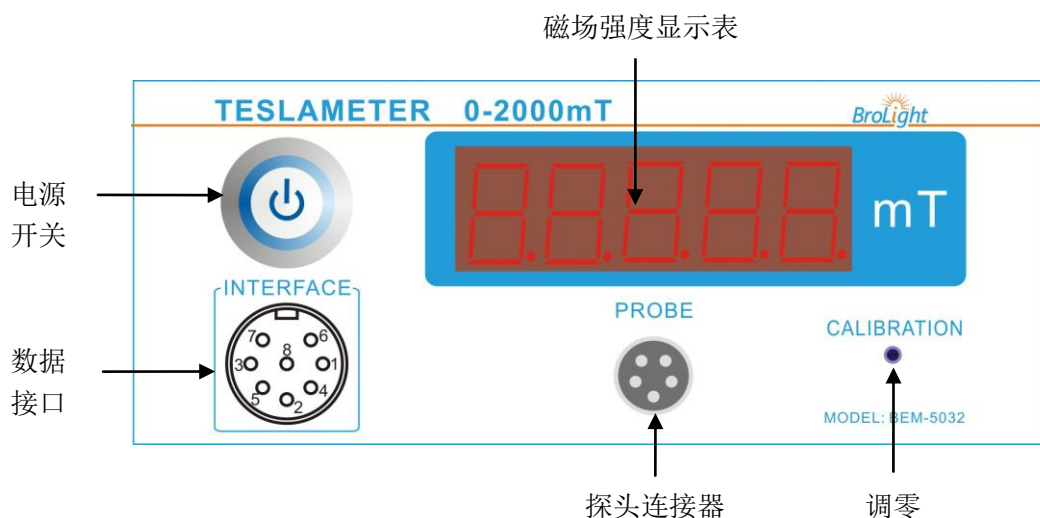 磁场强度显示表
TESLAMETER 0-2000mT
BroLight
电源
开关
mT
INTERFACE
PROBE
CALIBRATION
数据
接口
7 6
8
3 1
5 4
2
MODEL: BEM-5032
探头连接器
调零